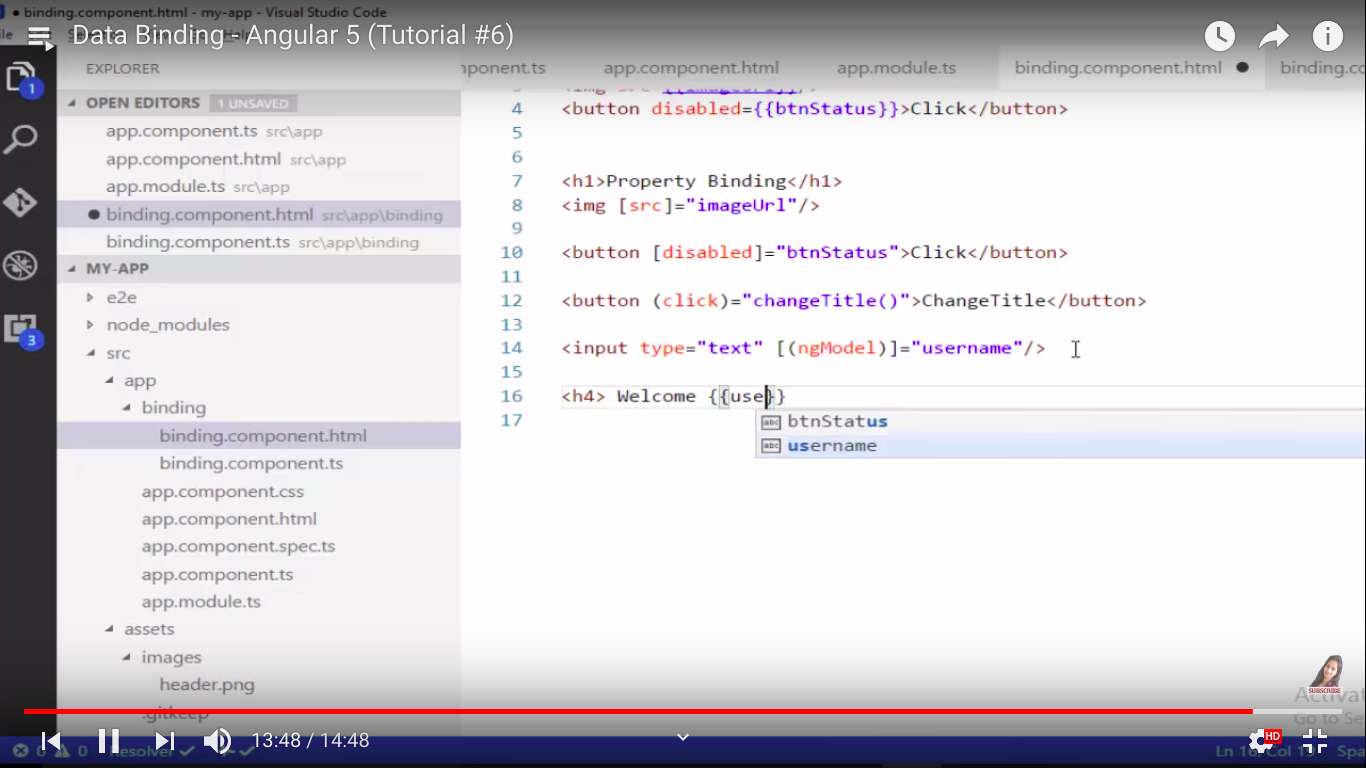 binding.component.html - my-app - Visual Studio Code
Data Binding - Angular 5 (Tutorial #6)
1
3
EXPLORER
OPEN EDITORS 1 UNSAVED
app.component.ts src\app
app.component.html src\app
app.module.ts src\app
binding.component.html src\app\binding
binding.component.ts src\app\binding
MY-APP
e2e
node_modules
src
app
binding
binding.component.html
binding.component.ts
app.component.css
app.component.html
app.component.spec.ts
app.component.ts
app.module.ts
assets
images
header.png
.gitkeep
nponent.ts app.component.html app.module.ts binding.component.html binding.co
4 <button disabled={{btnStatus}}>Click</button>
5
6
7 <h1>Property Binding</h1>
8 <img [src]="imageUrl"/>
9
10 <button [disabled]="btnStatus">Click</button>
11
12 <button (click)="changeTitle()">ChangeTitle</button>
13
14 <input type="text" [(ngModel)]="username"/>
15
16 <h4> Welcome {{use}}
17
abc btnStatus
abc username
SUBSCRIBE
Activat
Go to Se
13:48 / 14:48
HD